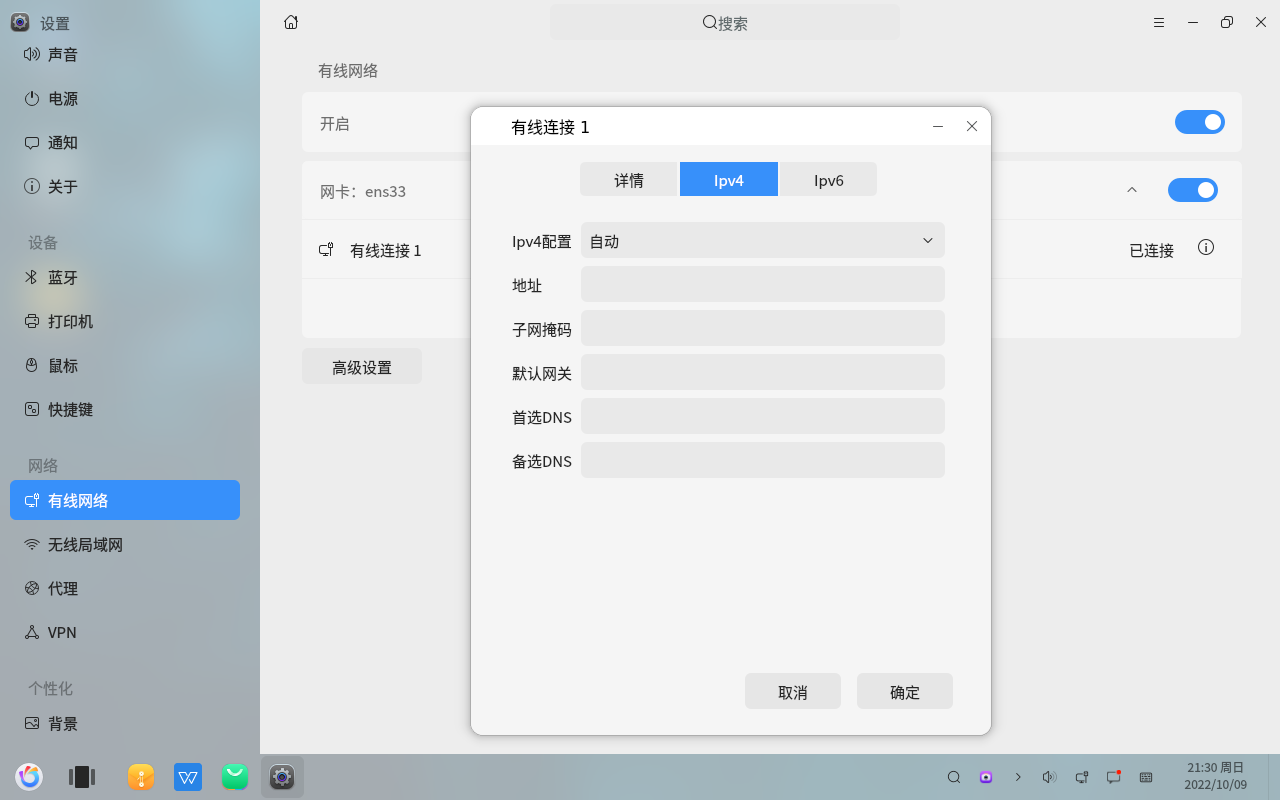 设置
声音
电源
通知
关于
设备
蓝牙
打印机
鼠标
快捷键
网络
有线网络
无线局域网
代理
VPN
个性化
背景
搜索
有线网络
开启
网卡：ens33
有线连接 1
已连接
高级设置
有线连接 1
详情
Ipv4
Ipv6
Ipv4配置
自动
地址
子网掩码
默认网关
首选DNS
备选DNS
取消
确定
21:30 周日
2022/10/09